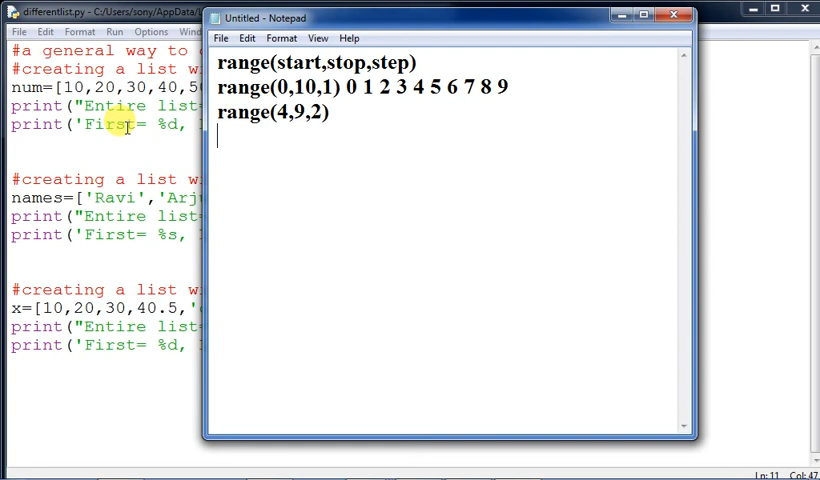 differentlist.py - C:/Users/sony/AppData/
File Edit Format Run Options
#a general way to
#creating a list
num=[10,20,30,40,50
print("Entire list=
print('First= %d,
#creating a list
names=['Ravi','Arju
print("Entire list=
print('First= %s,
#creating a list
x=[10,20,30,40.5,'
print("Entire list=
print('First= %d,
Untitled - Notepad
File Edit Format View Help
range(start,stop,step)
range(0,10,1) 0 1 2 3 4 5 6 7 8 9
range(4,9,2)
Ln: 11 Col: 47